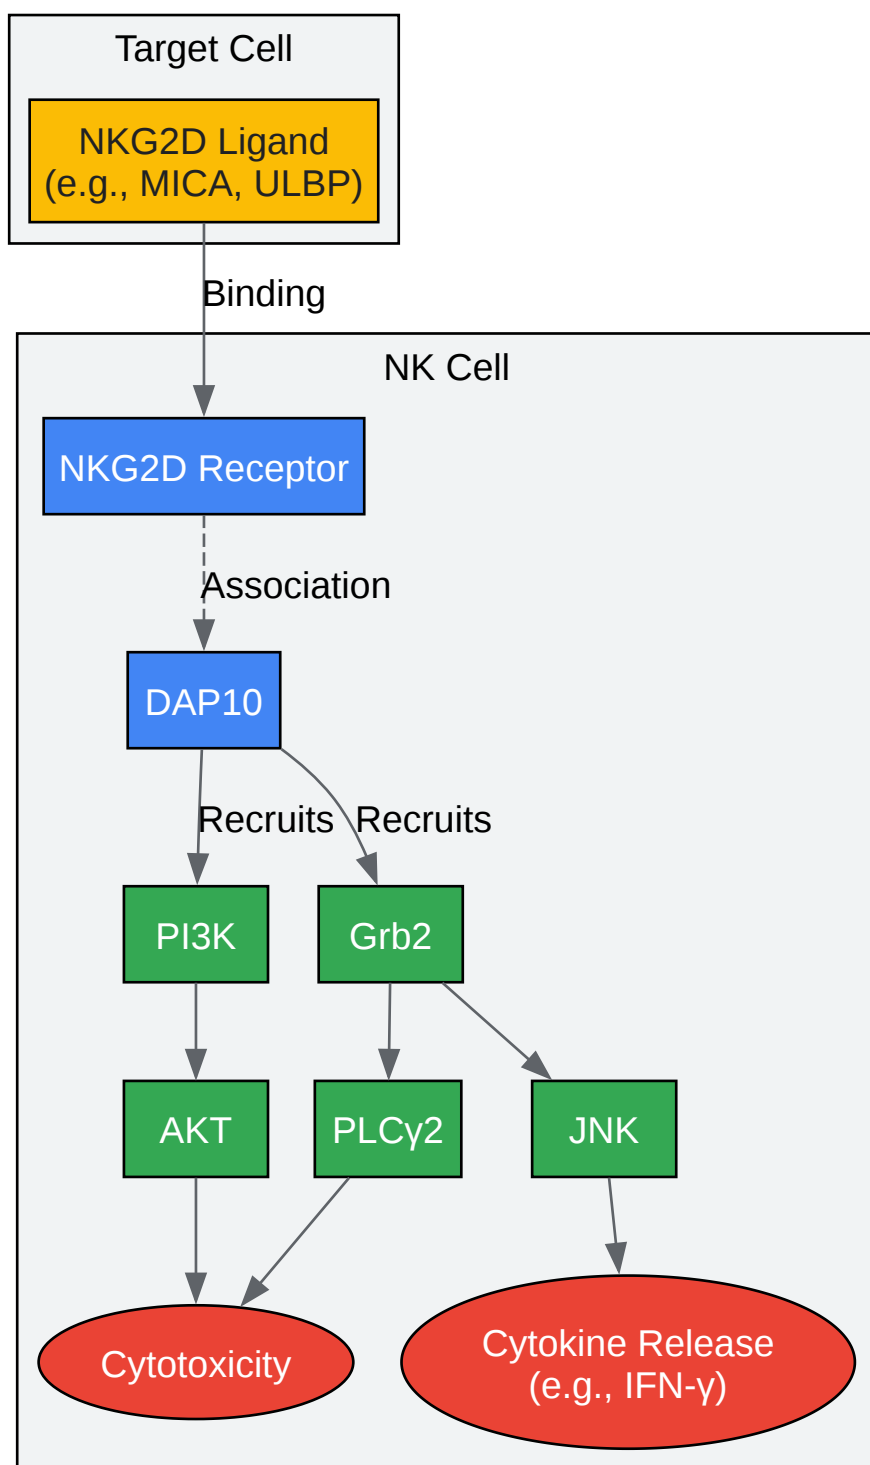 Target Cell
NKG2D Ligand
(e.g., MICA, ULBP)
Binding
NK Cell
NKG2D Receptor
Association
DAP10
Recruits
Recruits
PI3K
Grb2
AKT
PLCγ2
JNK
Cytotoxicity
Cytokine Release
(e.g., IFN-γ)